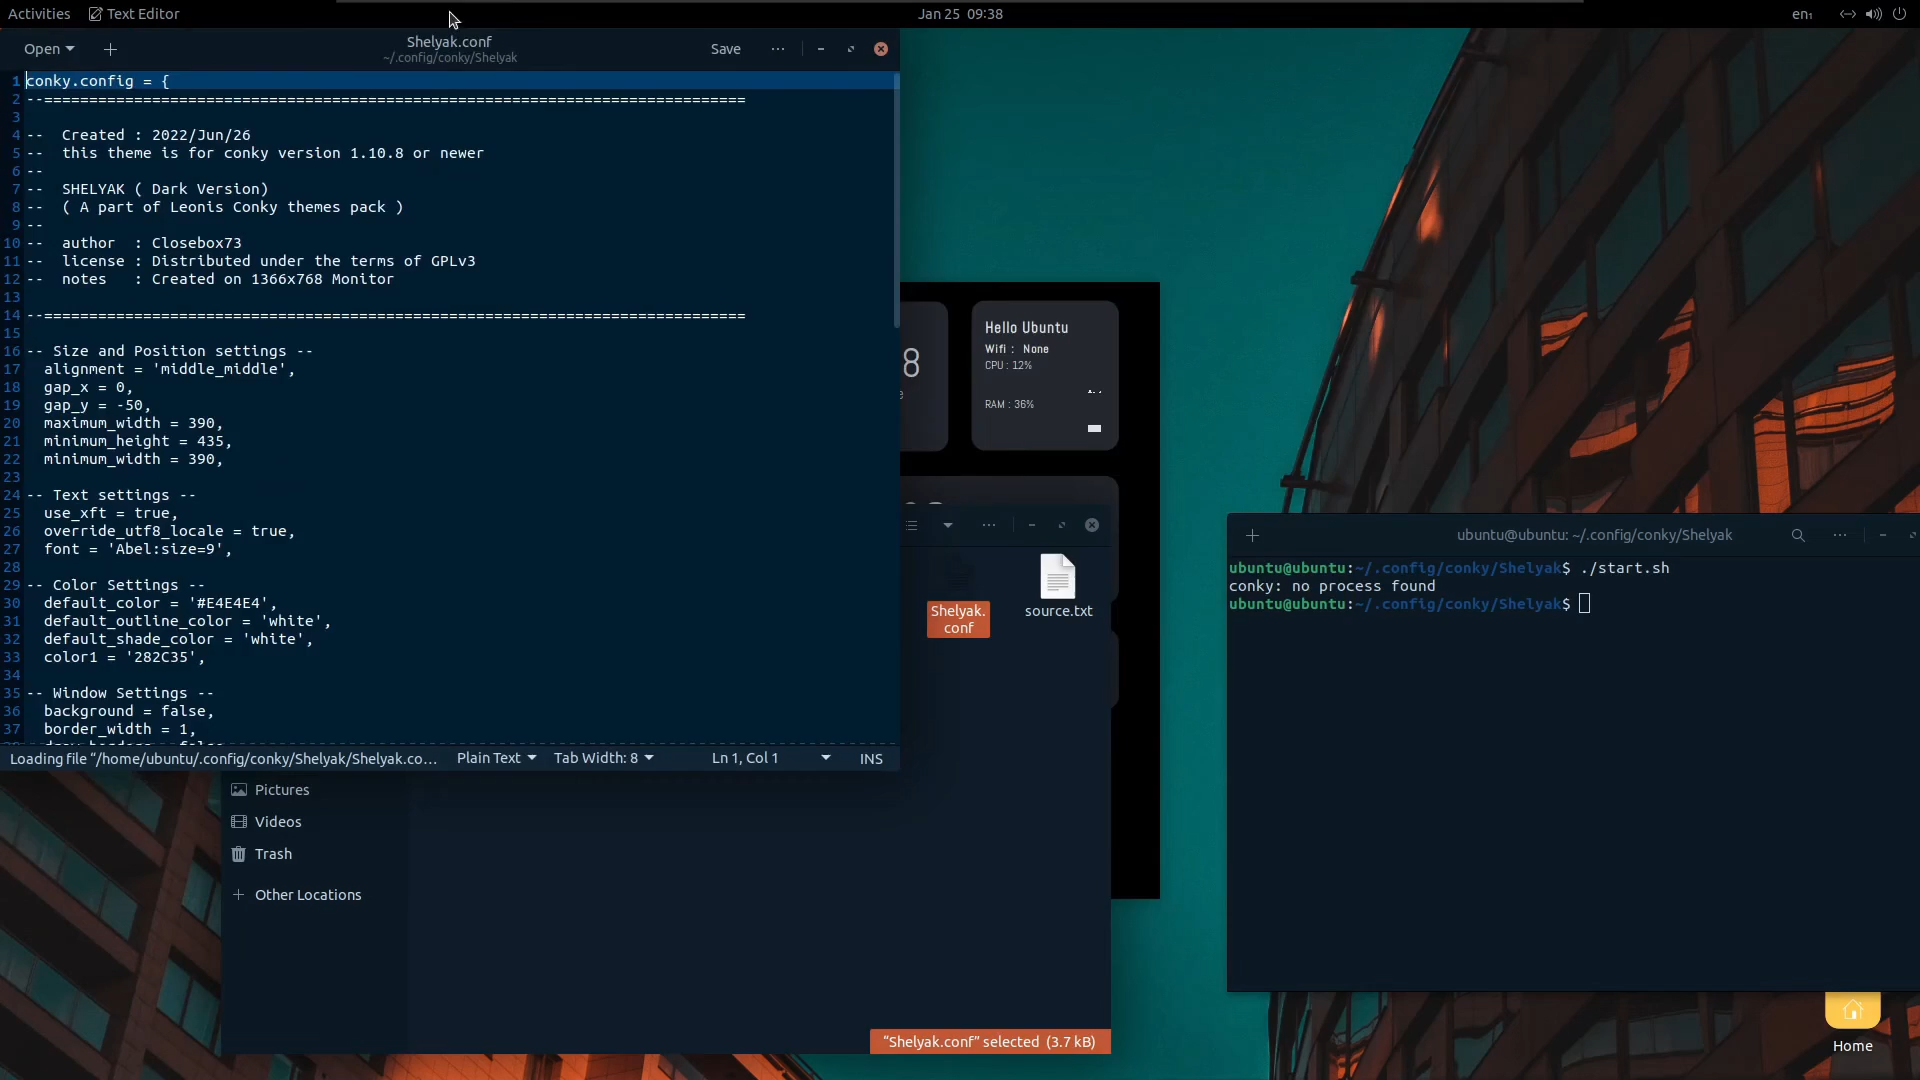 Activities
Text Editor
Jan 25 09:38
en₁
Open
Shelyak.conf
~/.config/conky/Shelyak
Save
1 conky.config = {
2 --==============================================================================
3
4 --  Created : 2022/Jun/26
5 --  this theme is for conky version 1.10.8 or newer
6 --
7 --  SHELYAK ( Dark Version)
8 --  ( A part of Leonis Conky themes pack )
9 --
10 --  author  : Closebox73
11 --  license : Distributed under the terms of GPLv3
12 --  notes   : Created on 1366x768 Monitor
13
14 --==============================================================================
15
16 -- Size and Position settings --
17   alignment = 'middle_middle',
18   gap_x = 0,
19   gap_y = -50,
20   maximum_width = 390,
21   minimum_height = 435,
22   minimum_width = 390,
23
24 -- Text settings --
25   use_xft = true,
26   override_utf8_locale = true,
27   font = 'Abel:size=9',
28
29 -- Color Settings --
30   default_color = '#E4E4E4',
31   default_outline_color = 'white',
32   default_shade_color = 'white',
33   color1 = '282C35',
34
35 -- Window Settings --
36   background = false,
37   border_width = 1,
Loading file “/home/ubuntu/.config/conky/Shelyak/Shelyak.co…
Plain Text
Tab Width: 8
Ln 1, Col 1
INS
8
e
Hello Ubuntu
Wifi : None
CPU : 12%
RAM : 36%
Shelyak.
conf
source.txt
Pictures
Videos
Trash
+ Other Locations
“Shelyak.conf” selected (3.7 kB)
ubuntu@ubuntu: ~/.config/conky/Shelyak
ubuntu@ubuntu:~/.config/conky/Shelyak$ ./start.sh
conky: no process found
ubuntu@ubuntu:~/.config/conky/Shelyak$
Home